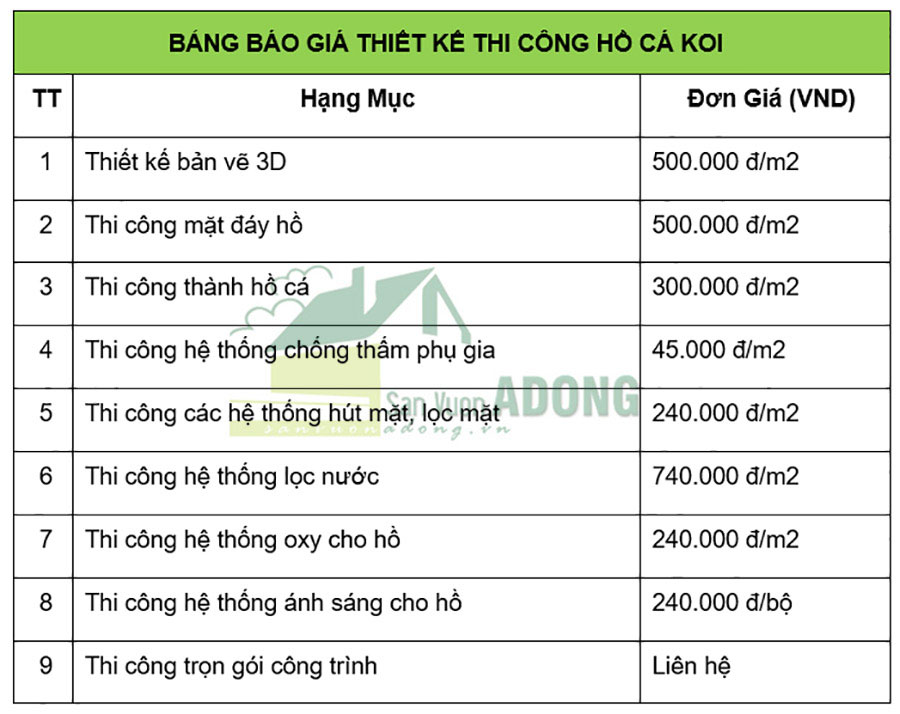 BẢNG BÁO GIÁ THIẾT KẾ THI CÔNG HỒ CÁ KOI
TT Hạng Mục Đơn Giá (VND)
1 Thiết kế bản vẽ 3D 500.000 đ/m2
2 Thi công mặt đáy hồ 500.000 đ/m2
3 Thi công thành hồ cá 300.000 đ/m2
4 Thi công hệ thống chống thấm phụ gia 45.000 đ/m2
San Vuon ADONG
5 Thi công các hệ thống hút mặt, lọc mặt 240.000 đ/m2
sanvuonadong.vn
6 Thi công hệ thống lọc nước 740.000 đ/m2
7 Thi công hệ thống oxy cho hồ 240.000 đ/m2
8 Thi công hệ thống ánh sáng cho hồ 240.000 đ/bộ
9 Thi công trọn gói công trình Liên hệ